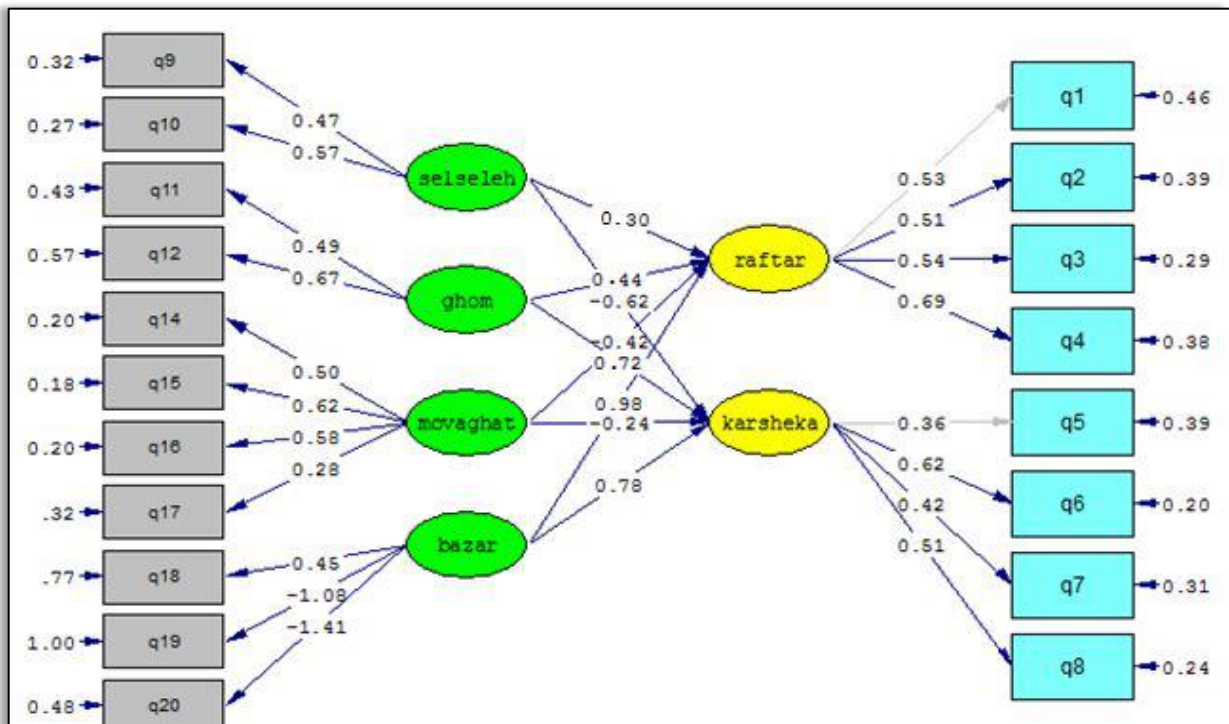 0.32 q9
0.27 q10
0.43 q11
0.57 q12
0.20 q14
0.18 q15
0.20 q16
.32 q17
.77 q18
1.00 q19
0.48 q20
0.47
0.57
0.49
0.67
0.50
0.62
0.58
0.28
0.45
-1.08
-1.41
selseleh
ghom
movaghat
bazar
0.30
0.44
-0.62
-0.42
0.72
0.98
-0.24
0.78
raftar
karsheka
0.53
0.51
0.54
0.69
0.36
0.62
0.42
0.51
q1 0.46
q2 0.39
q3 0.29
q4 0.38
q5 0.39
q6 0.20
q7 0.31
q8 0.24